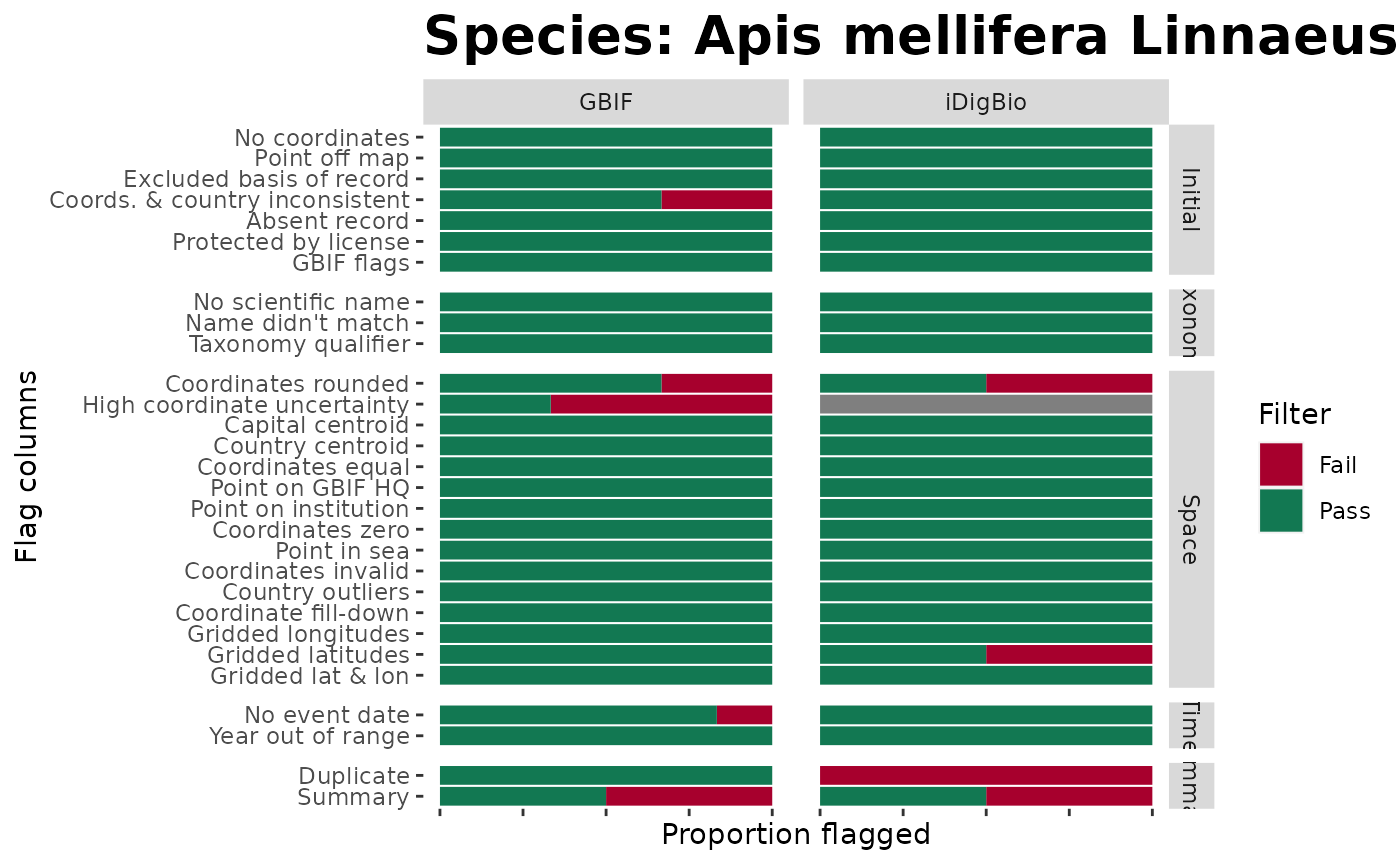 Species: Apis mellifera Linnaeus
GBIF
iDigBio
No coordinates
Point off map
Excluded basis of record
Coords. & country inconsistent
Absent record
Protected by license
GBIF flags
Initial
No scientific name
Name didn't match
Taxonomy qualifier
xonon
Coordinates rounded
High coordinate uncertainty
Capital centroid
Country centroid
Coordinates equal
Point on GBIF HQ
Point on institution
Coordinates zero
Point in sea
Coordinates invalid
Country outliers
Coordinate fill-down
Gridded longitudes
Gridded latitudes
Gridded lat & lon
Space
No event date
Year out of range
Time
Duplicate
Summary
mma
Flag columns
Proportion flagged
Filter
Fail
Pass